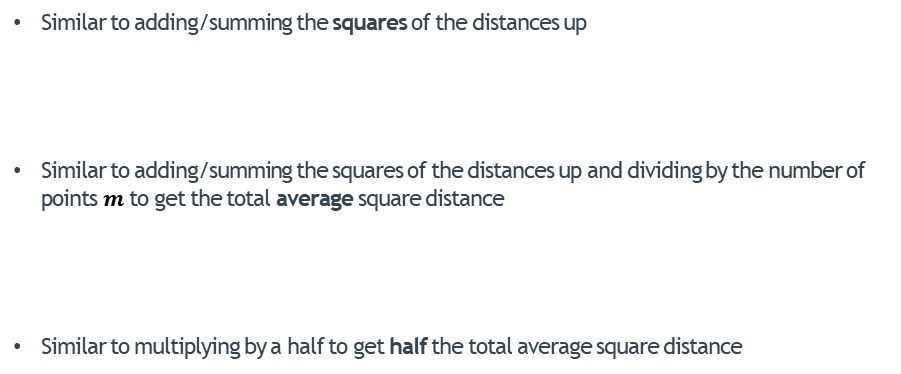 • Similar to adding/summing the squares of the distances up
• Similar to adding/summing the squares of the distances up and dividing by the number of
points m to get the total average square distance
• Similar to multiplying by a half to get half the total average square distance